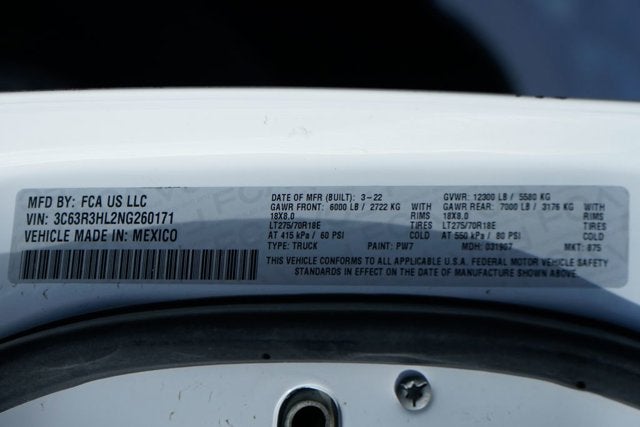 MFD BY: FCA US LLC
VIN: 3C63R3HL2NG260171
VEHICLE MADE IN: MEXICO
DATE OF MFR (BUILT): 3-22
GAWR FRONT: 6000 LB / 2722 KG
18X8.0 RIMS
LT275/70R18E TIRES
AT 415 kPa / 60 PSI COLD
TYPE: TRUCK PAINT: PW7
GVWR: 12300 LB / 5580 KG
GAWR REAR: 7000 LB / 3176 KG
18X8.0 RIMS
LT275/70R18E TIRES
AT 550 kPa / 80 PSI COLD
MDH: 031907 MKT: 875
THIS VEHICLE CONFORMS TO ALL APPLICABLE U.S.A. FEDERAL MOTOR VEHICLE SAFETY
STANDARDS IN EFFECT ON THE DATE OF MANUFACTURE SHOWN ABOVE